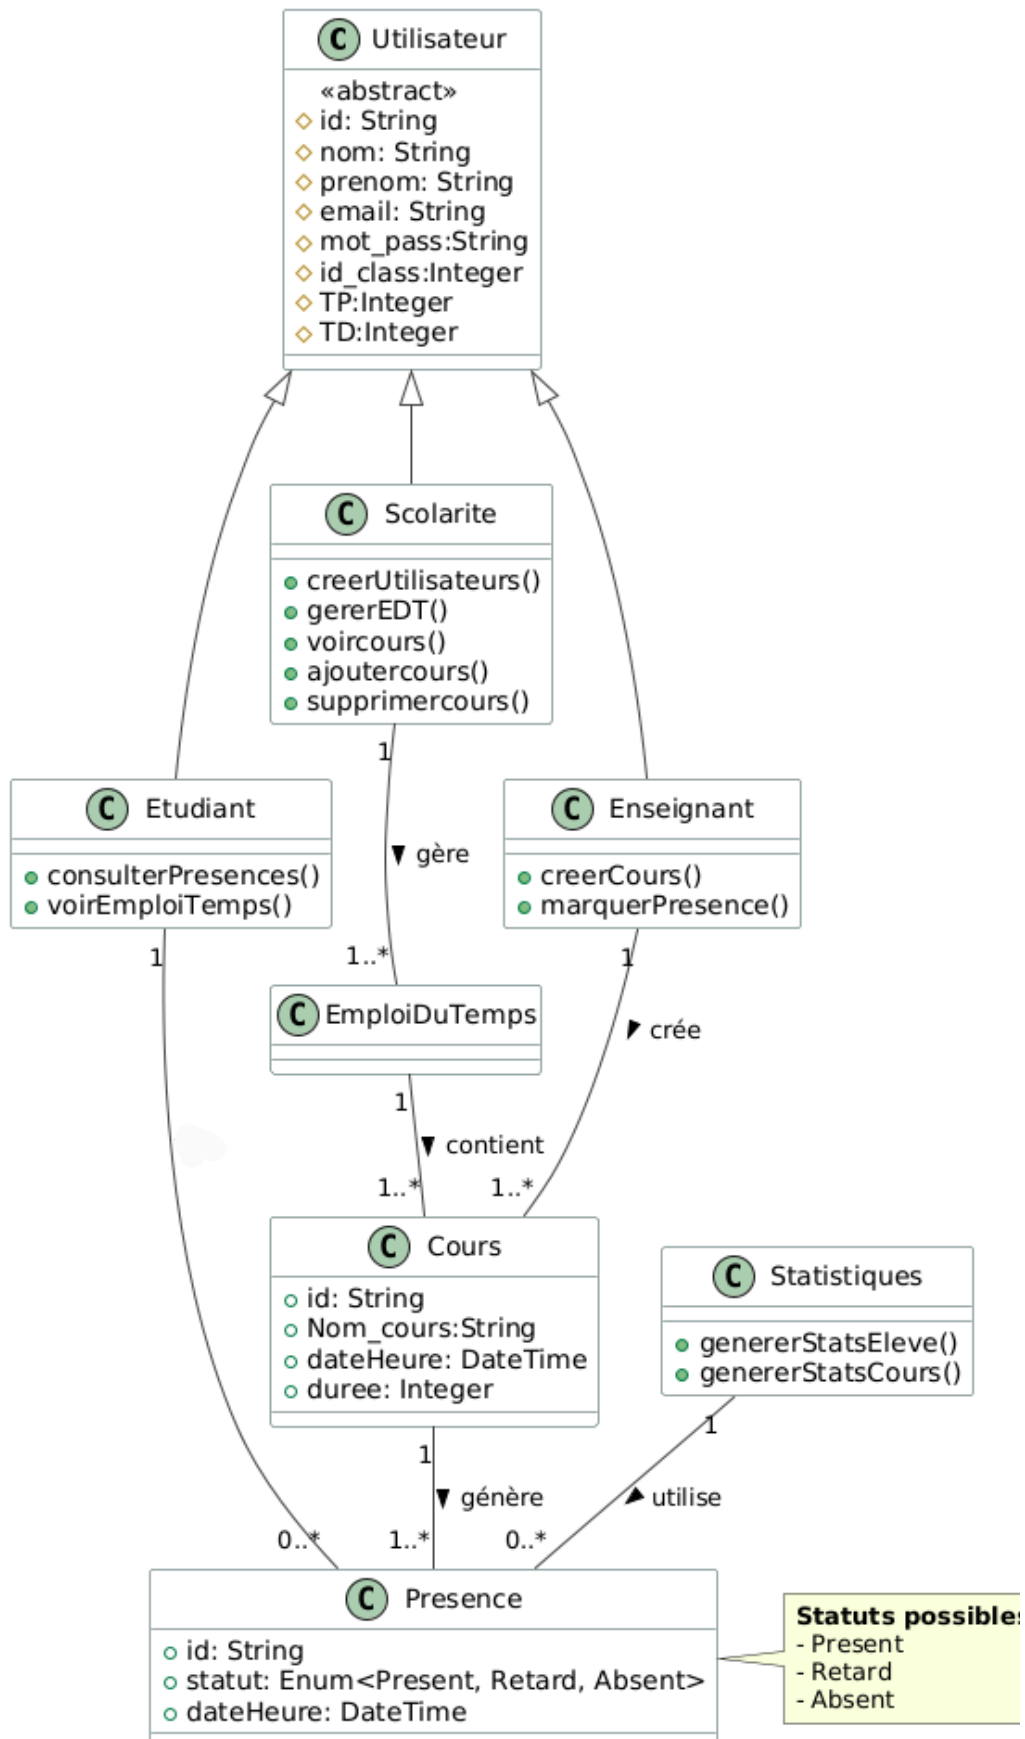 C Utilisateur
«abstract»
id: String
nom: String
prenom: String
email: String
mot_pass:String
id_class:Integer
TP:Integer
TD:Integer
C Scolarite
creerUtilisateurs()
gererEDT()
voircours()
ajoutercours()
supprimercours()
1
C Etudiant
consulterPresences()
voirEmploiTemps()
1
gère
1..*
C Enseignant
creerCours()
marquerPresence()
1
crée
1..*
C EmploiDuTemps
1
contient
1..*
C Cours
id: String
Nom_cours:String
dateHeure: DateTime
duree: Integer
1
génère
1..*
C Statistiques
genererStatsEleve()
genererStatsCours()
1
utilise
0..*
0..*
C Presence
id: String
statut: Enum<Present, Retard, Absent>
dateHeure: DateTime
Statuts possibles
- Present
- Retard
- Absent